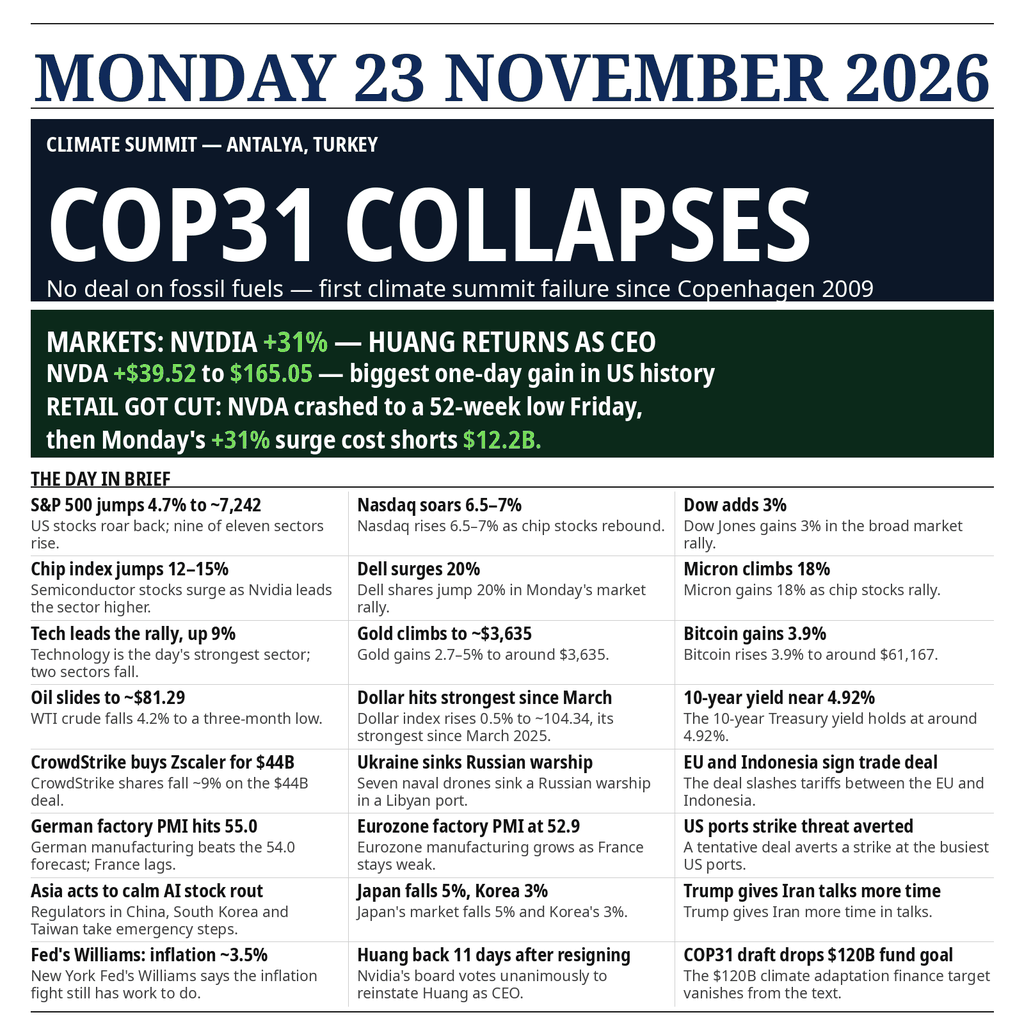 MONDAY 23 NOVEMBER 2026
CLIMATE SUMMIT — ANTALYA, TURKEY
COP31 COLLAPSES
No deal on fossil fuels — first climate summit failure since Copenhagen 2009
MARKETS: NVIDIA +31% — HUANG RETURNS AS CEO
NVDA +$39.52 to $165.05 — biggest one-day gain in US history
RETAIL GOT CUT: NVDA crashed to a 52-week low Friday,
then Monday's +31% surge cost shorts $12.2B.
THE DAY IN BRIEF
S&P 500 jumps 4.7% to ~7,242
US stocks roar back; nine of eleven sectors
rise.
Nasdaq soars 6.5–7%
Nasdaq rises 6.5–7% as chip stocks rebound.
Dow adds 3%
Dow Jones gains 3% in the broad market
rally.
Chip index jumps 12–15%
Semiconductor stocks surge as Nvidia leads
the sector higher.
Dell surges 20%
Dell shares jump 20% in Monday's market
rally.
Micron climbs 18%
Micron gains 18% as chip stocks rally.
Tech leads the rally, up 9%
Technology is the day's strongest sector;
two sectors fall.
Gold climbs to ~$3,635
Gold gains 2.7–5% to around $3,635.
Bitcoin gains 3.9%
Bitcoin rises 3.9% to around $61,167.
Oil slides to ~$81.29
WTI crude falls 4.2% to a three-month low.
Dollar hits strongest since March
Dollar index rises 0.5% to ~104.34, its
strongest since March 2025.
10-year yield near 4.92%
The 10-year Treasury yield holds at around
4.92%.
CrowdStrike buys Zscaler for $44B
CrowdStrike shares fall ~9% on the $44B
deal.
Ukraine sinks Russian warship
Seven naval drones sink a Russian warship
in a Libyan port.
EU and Indonesia sign trade deal
The deal slashes tariffs between the EU and
Indonesia.
German factory PMI hits 55.0
German manufacturing beats the 54.0
forecast; France lags.
Eurozone factory PMI at 52.9
Eurozone manufacturing grows as France
stays weak.
US ports strike threat averted
A tentative deal averts a strike at the busiest
US ports.
Asia acts to calm AI stock rout
Regulators in China, South Korea and
Taiwan take emergency steps.
Japan falls 5%, Korea 3%
Japan's market falls 5% and Korea's 3%.
Trump gives Iran talks more time
Trump gives Iran more time in talks.
Fed's Williams: inflation ~3.5%
New York Fed's Williams says the inflation
fight still has work to do.
Huang back 11 days after resigning
Nvidia's board votes unanimously to
reinstate Huang as CEO.
COP31 draft drops $120B fund goal
The $120B climate adaptation finance target
vanishes from the text.